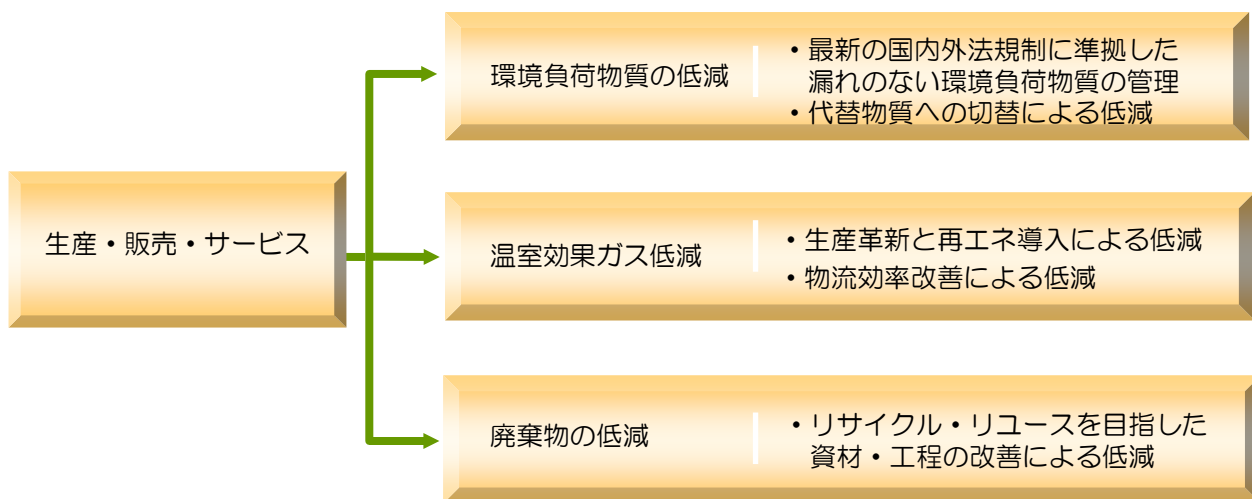 生産・販売・サービス
環境負荷物質の低減
・最新の国内外法規制に準拠した
漏れのない環境負荷物質の管理
・代替物質への切替による低減
温室効果ガス低減
・生産革新と再エネ導入による低減
・物流効率改善による低減
廃棄物の低減
・リサイクル・リユースを目指した
資材・工程の改善による低減